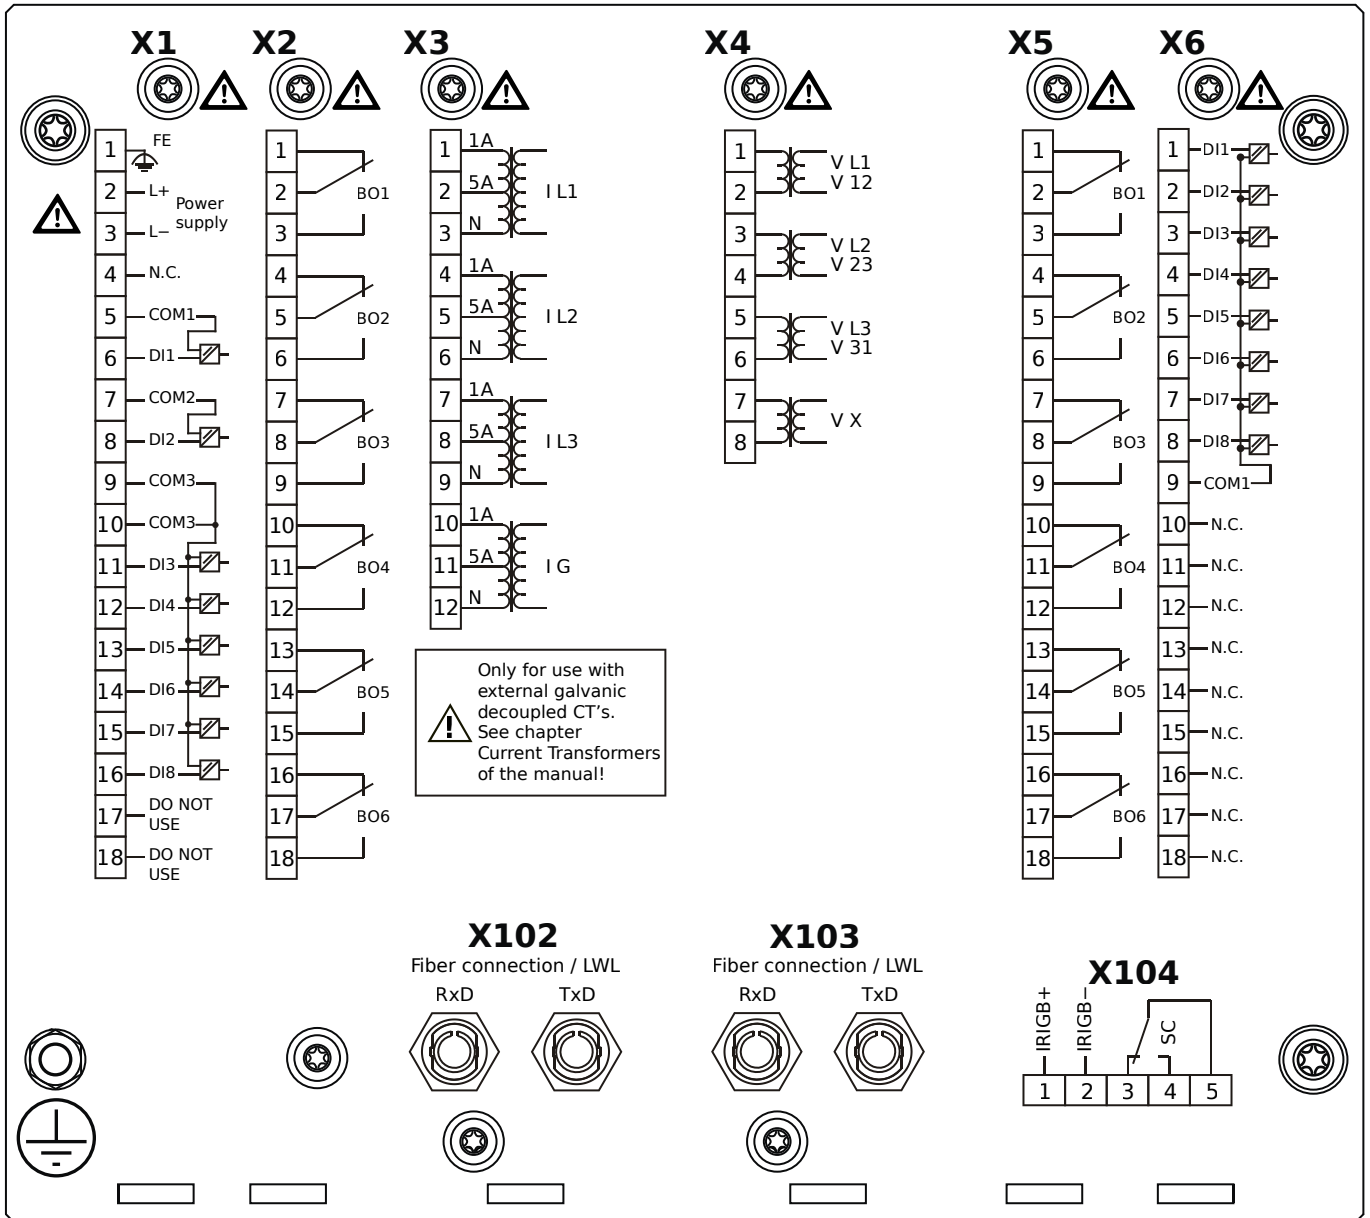 X1
X2
X3
X4
X5
X6
1
FE
2
L+
Power
supply
3
L−
4
N.C.
5
COM1
6
DI1
7
COM2
8
DI2
9
COM3
10
COM3
11
DI3
12
DI4
13
DI5
14
DI6
15
DI7
16
DI8
17
DO NOT
USE
18
DO NOT
USE
1
2
BO1
3
4
5
BO2
6
7
8
BO3
9
10
11
BO4
12
13
14
BO5
15
16
17
BO6
18
1
1A
2
5A
I L1
3
N
4
1A
5
5A
I L2
6
N
7
1A
8
5A
I L3
9
N
10
1A
11
5A
I G
12
N
Only for use with
external galvanic
decoupled CT's.
See chapter
Current Transformers
of the manual!
1
V L1
2
V 12
3
V L2
4
V 23
5
V L3
6
V 31
7
V X
8
1
2
BO1
3
4
5
BO2
6
7
8
BO3
9
10
11
BO4
12
13
14
BO5
15
16
17
BO6
18
1
DI1
2
DI2
3
DI3
4
DI4
5
DI5
6
DI6
7
DI7
8
DI8
9
COM1
10
N.C.
11
N.C.
12
N.C.
13
N.C.
14
N.C.
15
N.C.
16
N.C.
17
N.C.
18
N.C.
X102
Fiber connection / LWL
RxD
TxD
X103
Fiber connection / LWL
RxD
TxD
X104
IRIGB+
IRIGB−
SC
1
2
3
4
5